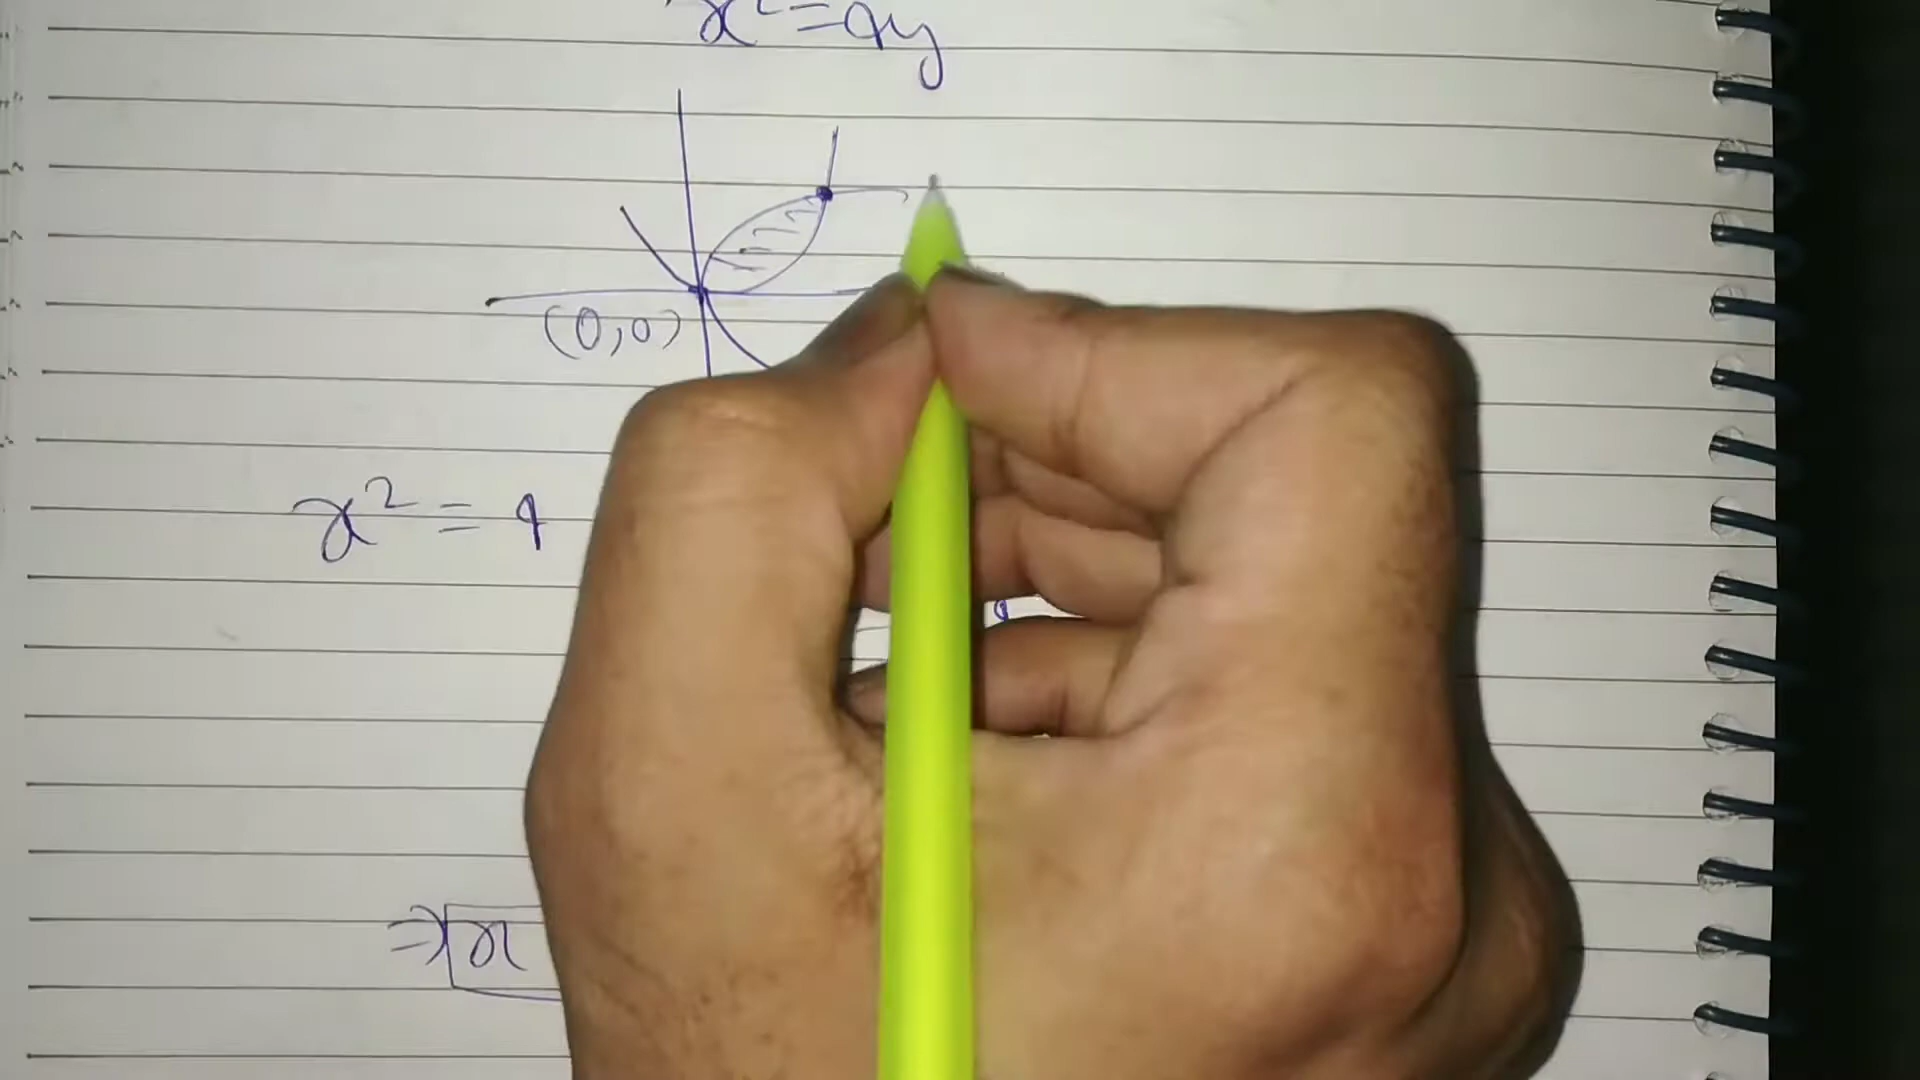 x² = 4y
(0,0)
x² = 4
⇒ x